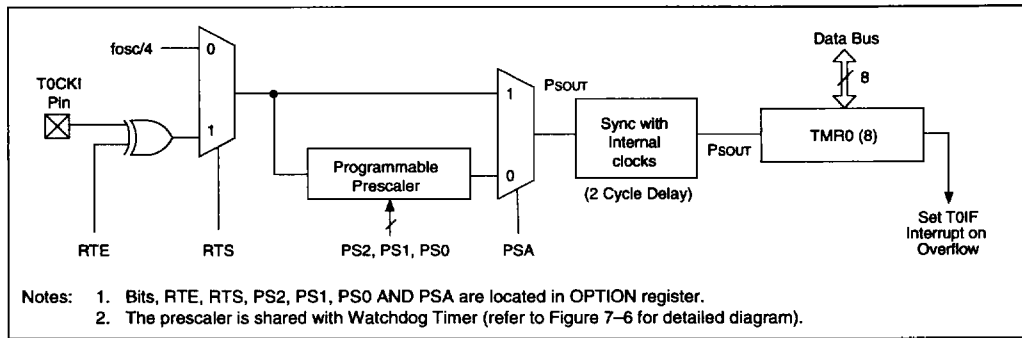 fosc/4
0
Data Bus
8
T0CKI
Pin
PSOUT
1
1
Sync with
Internal
clocks
TMR0 (8)
Programmable
Prescaler
0
PSOUT
(2 Cycle Delay)
Set T0IF
Interrupt on
Overflow
RTE
RTS
PS2, PS1, PS0
PSA
Notes: 1. Bits, RTE, RTS, PS2, PS1, PS0 AND PSA are located in OPTION register.
2. The prescaler is shared with Watchdog Timer (refer to Figure 7–6 for detailed diagram).